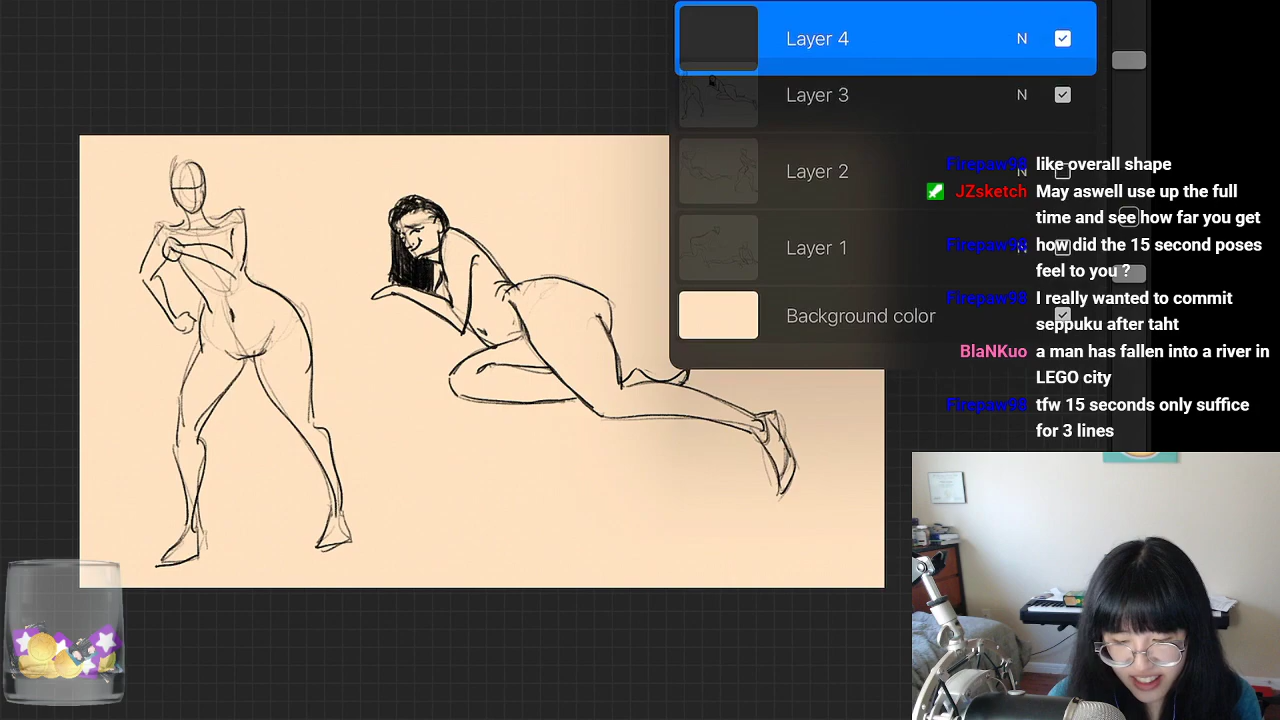 Layer 4 N
Layer 3 N
Layer 2 N
Layer 1 N
Background color
Firepaw98 like overall shape
JZsketch May aswell use up the full
time and see how far you get
Firepaw98 how did the 15 second poses
feel to you ?
Firepaw98 I really wanted to commit
seppuku after taht
BlaNKuo a man has fallen into a river in
LEGO city
Firepaw98 tfw 15 seconds only suffice
for 3 lines